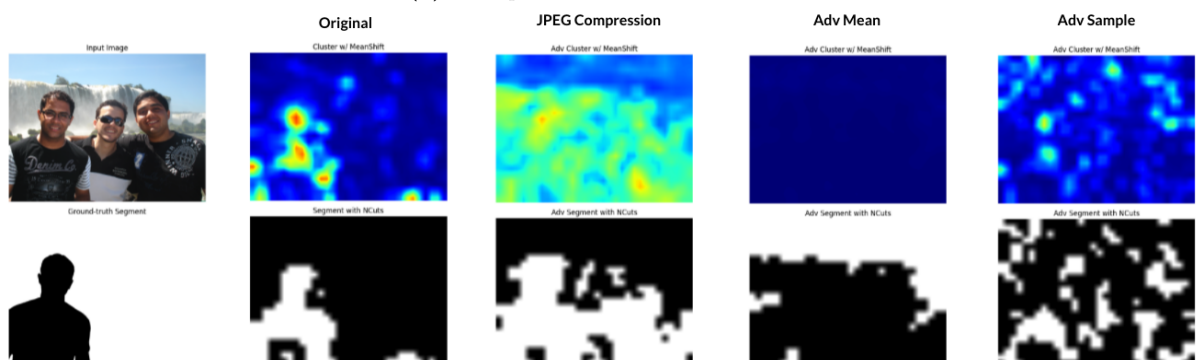 Original
JPEG Compression
Adv Mean
Adv Sample
Input Image
Cluster w/ MeanShift
Adv Cluster w/ MeanShift
Adv Cluster w/ MeanShift
Adv Cluster w/ MeanShift
Denim Co
Ground-truth Segment
Segment with NCuts
Adv Segment with NCuts
Adv Segment with NCuts
Adv Segment with NCuts